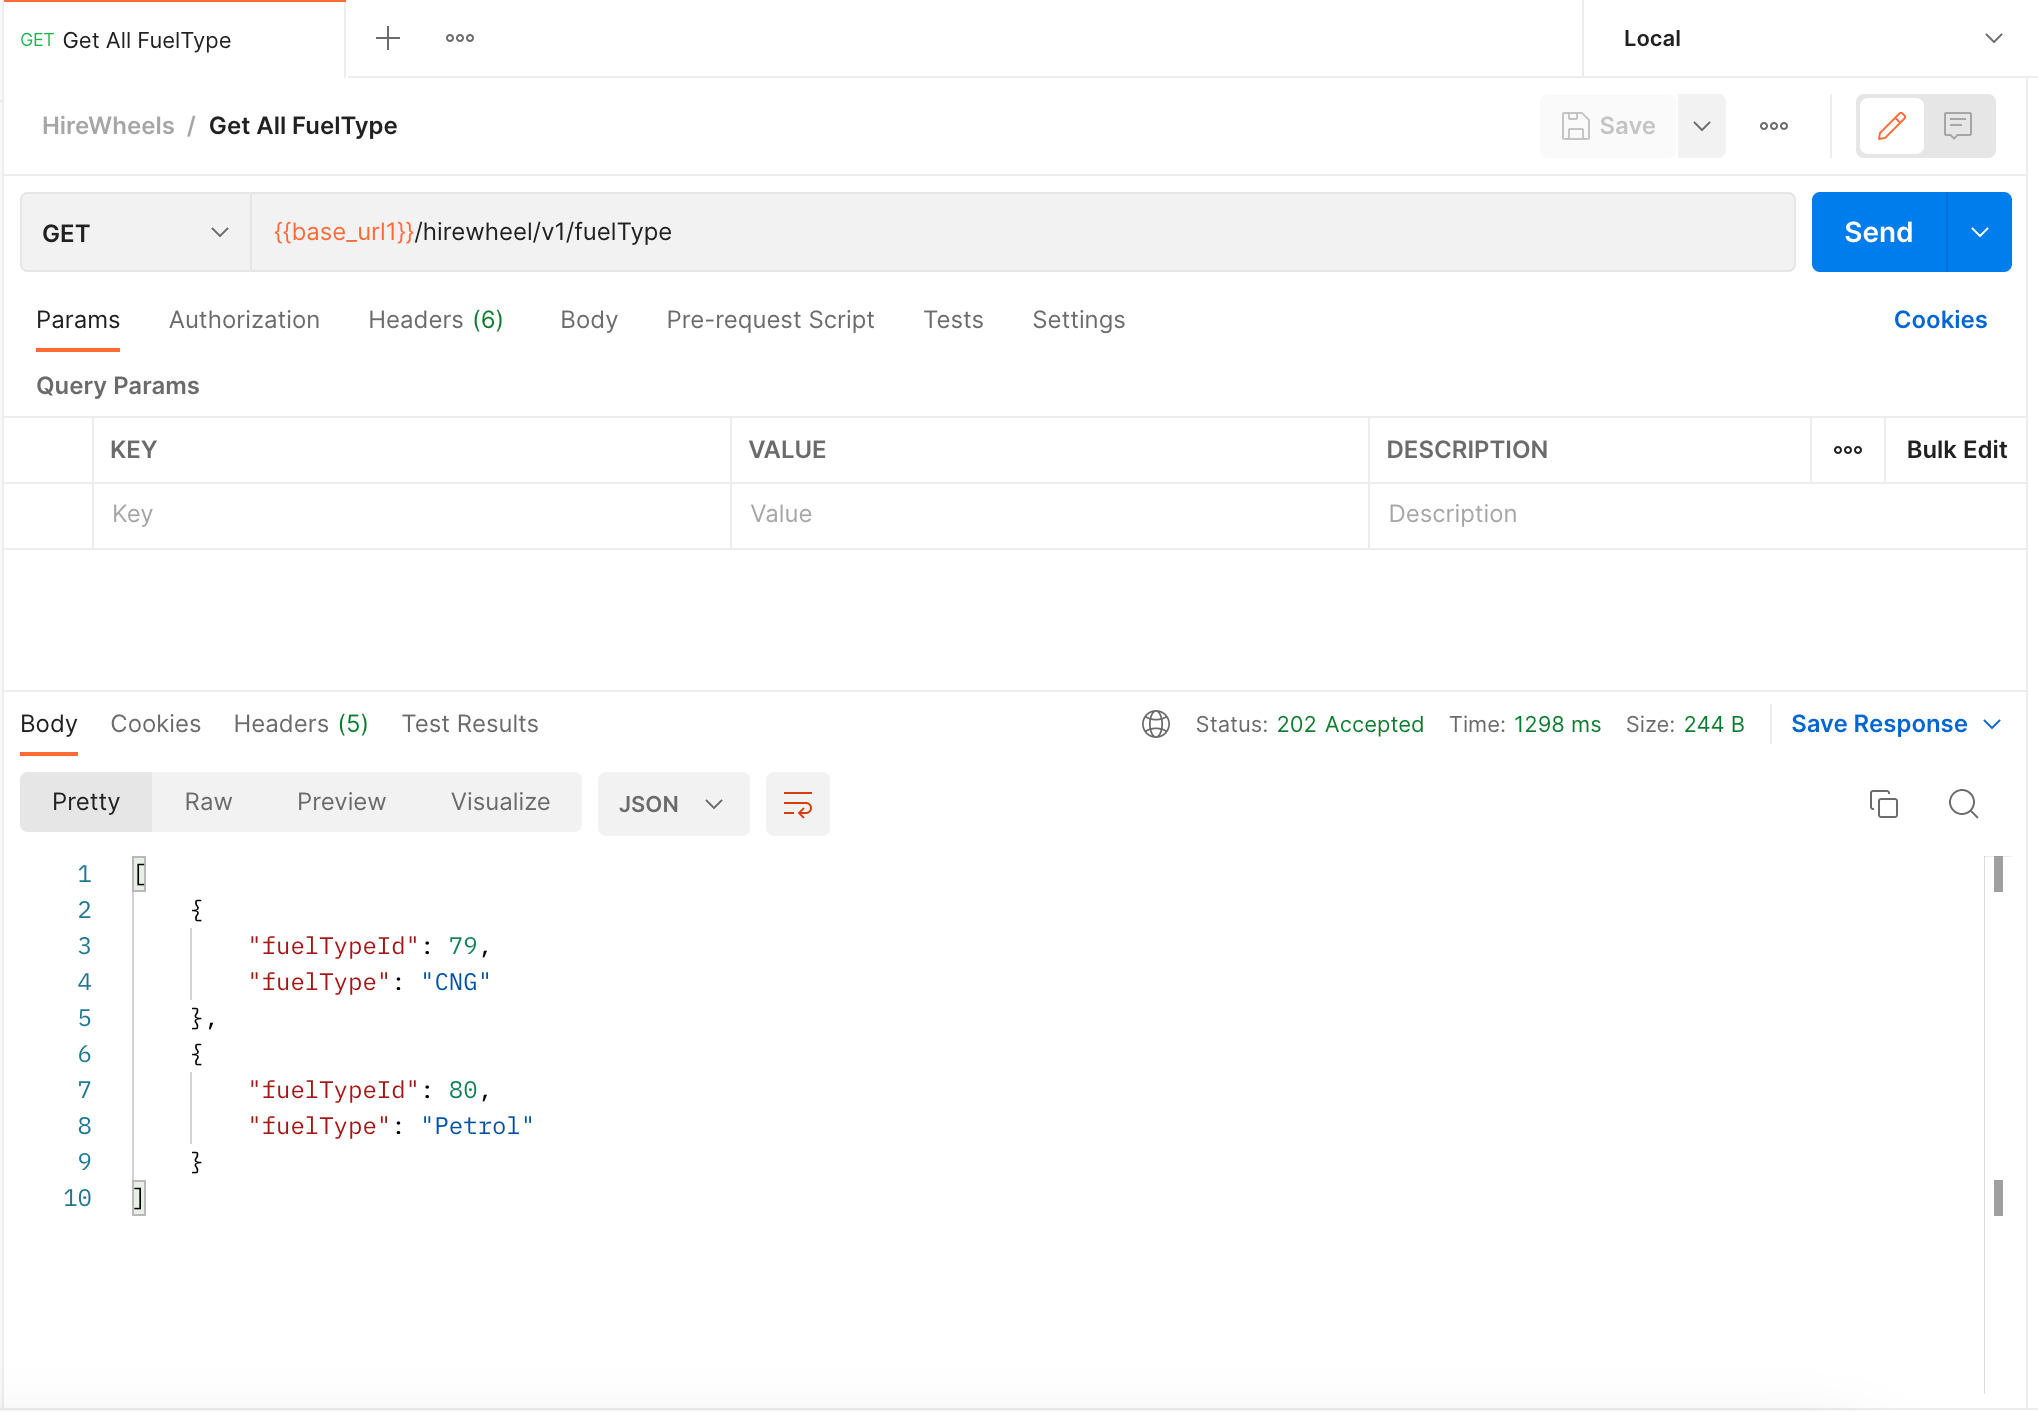 GET Get All FuelType
Local
HireWheels / Get All FuelType
Save
GET {{base_url1}}/hirewheel/v1/fuelType Send
Params Authorization Headers (6) Body Pre-request Script Tests Settings Cookies
Query Params
KEY VALUE DESCRIPTION Bulk Edit
Key Value Description
Body Cookies Headers (5) Test Results Status: 202 Accepted Time: 1298 ms Size: 244 B Save Response
Pretty Raw Preview Visualize JSON
1 [
2 {
3 "fuelTypeId": 79,
4 "fuelType": "CNG"
5 },
6 {
7 "fuelTypeId": 80,
8 "fuelType": "Petrol"
9 }
10 ]